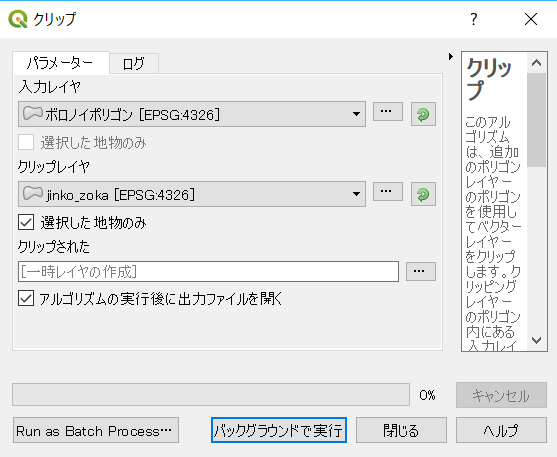 クリップ
パラメーター ログ
入力レイヤ
ボロノイポリゴン [EPSG:4326]
選択した地物のみ
クリップレイヤ
jinko_zoka [EPSG:4326]
選択した地物のみ
クリップされた
[一時レイヤの作成]
アルゴリズムの実行後に出力ファイルを開く
クリッ
プ
このアル
ゴリズム
は、追加
のポリゴン
レイヤー
のポリゴン
を使用し
てベクター
レイヤー
をクリップ
します。ク
リッピング
レイヤー
のポリゴン
内にある
入力レイ
0% キャンセル
Run as Batch Process… バックグラウンドで実行 閉じる ヘルプ